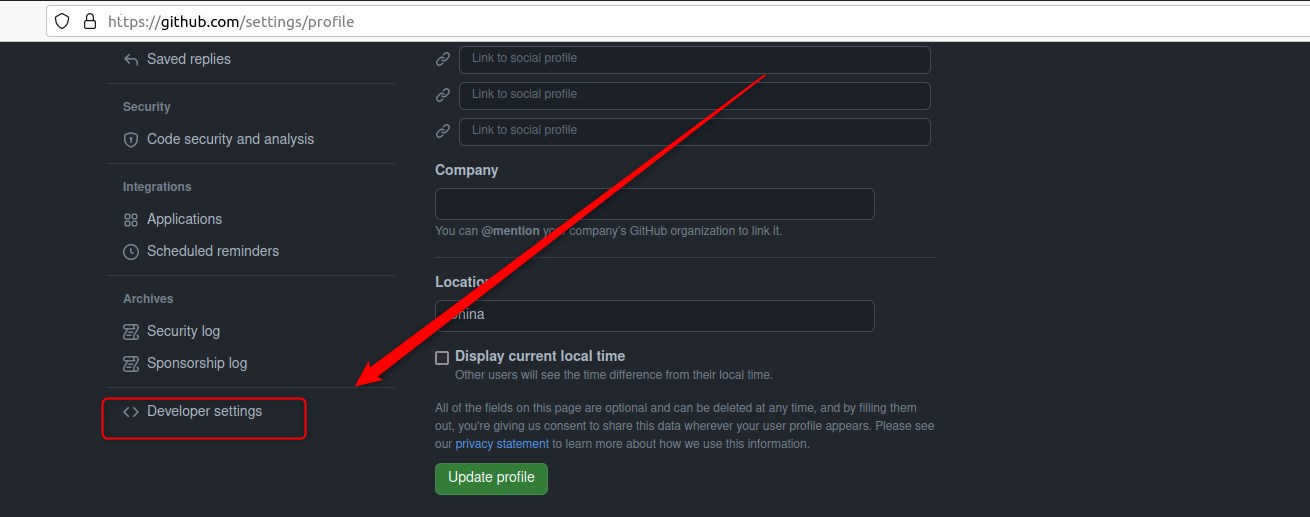 https://github.com/settings/profile
Saved replies
Security
Code security and analysis
Integrations
Applications
Scheduled reminders
Archives
Security log
Sponsorship log
Developer settings
Link to social profile
Link to social profile
Link to social profile
Company
You can @mention your company's GitHub organization to link it.
Location
China
Display current local time
Other users will see the time difference from their local time.
All of the fields on this page are optional and can be deleted at any time, and by filling them
out, you're giving us consent to share this data wherever your user profile appears. Please see
our privacy statement to learn more about how we use this information.
Update profile